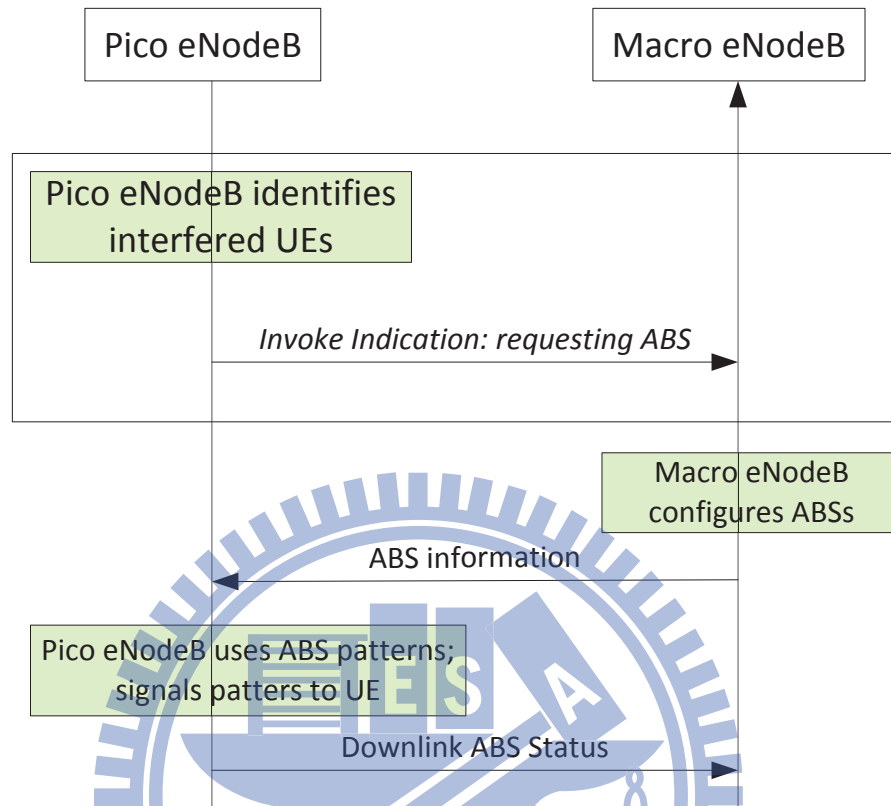 Pico eNodeB
Macro eNodeB
Pico eNodeB identifies
interfered UEs
Invoke Indication: requesting ABS
Macro eNodeB
configures ABSs
ABS information
Pico eNodeB uses ABS patterns;
signals patters to UE
E S A
Downlink ABS Status
8